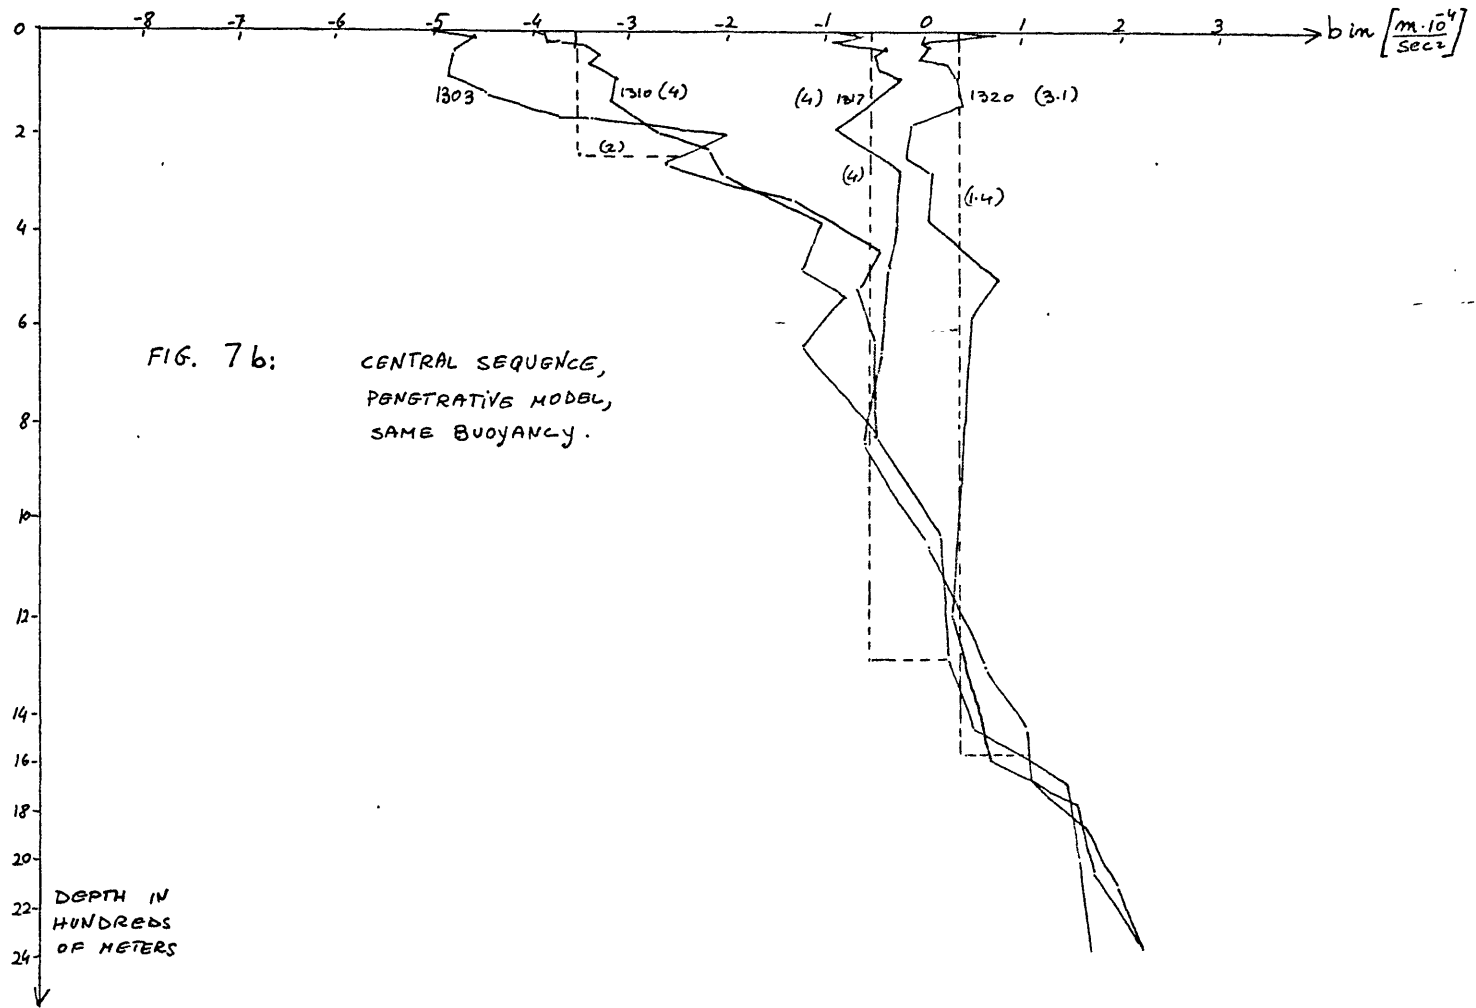 -8 -7 -6 -5 -4 -3 -2 -1 0 1 2 3
b in [m·10⁻⁴/sec²]
0
1303
1310 (4)
(4) 1317
1320 (3.1)
2
(2)
(4)
(1.4)
4
6
FIG. 7b: CENTRAL SEQUENCE,
PENETRATIVE MODEL,
SAME BUOYANCY.
8
10
12
14
16
18
20
DEPTH IN
HUNDREDS
OF METERS
22
24